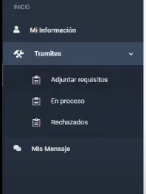 INICIO
Mi Información
Tramites
Adjuntar requisitos
En proceso
Rechazados
Mis Mensaje